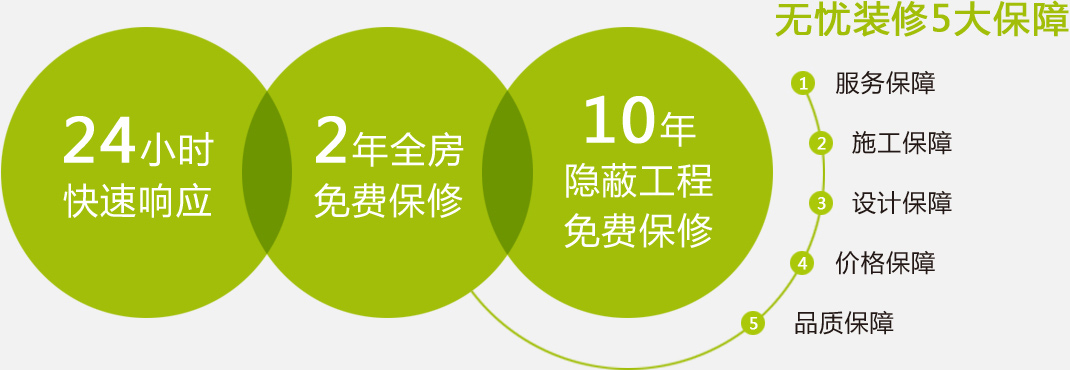 24小时
快速响应
2年全房
免费保修
10年
隐蔽工程
免费保修
无忧装修5大保障
1 服务保障
2 施工保障
3 设计保障
4 价格保障
5 品质保障